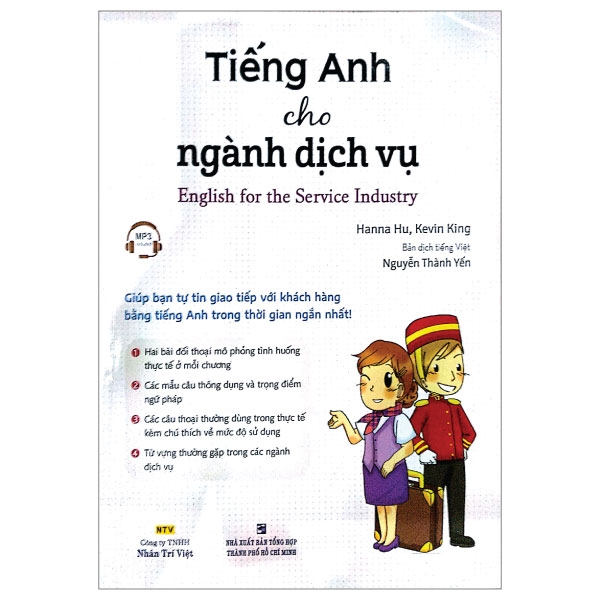 Tiếng Anh
cho
ngành dịch vụ
English for the Service Industry
Hanna Hu, Kevin King
Bản dịch tiếng Việt
Nguyễn Thành Yến
MP3
included
Giúp bạn tự tin giao tiếp với khách hàng
bằng tiếng Anh trong thời gian ngắn nhất!
1 Hai bài đối thoại mô phỏng tình huống
thực tế ở mỗi chương
2 Các mẫu câu thông dụng và trọng điểm
ngữ pháp
3 Các câu thoại thường dùng trong thực tế
kèm chú thích về mức độ sử dụng
4 Từ vựng thường gặp trong các ngành
dịch vụ
NTV
Công ty TNHH
Nhân Trí Việt
NHÀ XUẤT BẢN TỔNG HỢP
THÀNH PHỐ HỒ CHÍ MINH